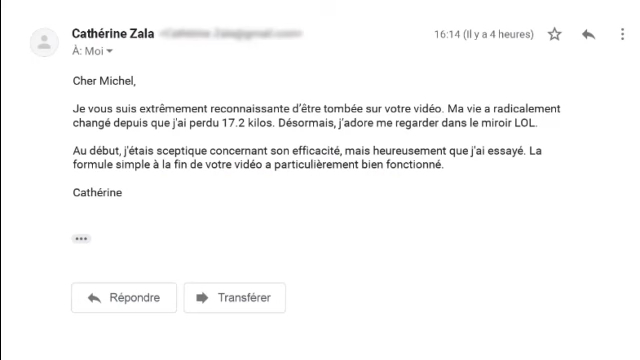 Cathérine Zala
16:14 (Il y a 4 heures)
À: Moi
Cher Michel,
Je vous suis extrêmement reconnaissante d'être tombée sur votre vidéo. Ma vie a radicalement
changé depuis que j'ai perdu 17.2 kilos. Désormais, j'adore me regarder dans le miroir LOL.
Au début, j'étais sceptique concernant son efficacité, mais heureusement que j'ai essayé. La
formule simple à la fin de votre vidéo a particulièrement bien fonctionné.
Cathérine
Répondre
Transférer